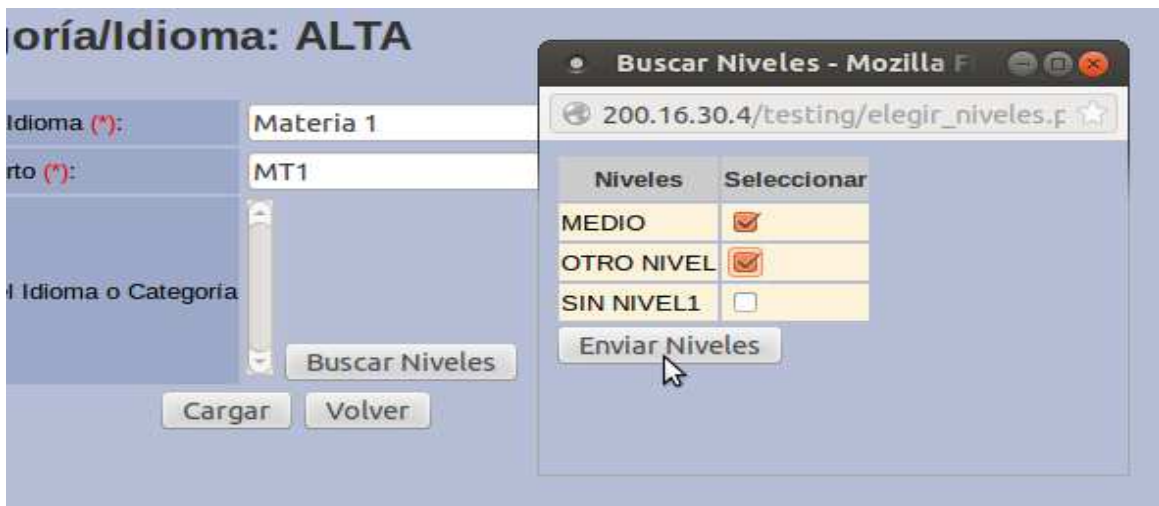 oría/Idioma: ALTA
Idioma (*): Materia 1
rto (*): MT1
l Idioma o Categoría
Buscar Niveles
Cargar Volver
Buscar Niveles - Mozilla F
200.16.30.4/testing/elegir_niveles.p
Niveles Seleccionar
MEDIO
OTRO NIVEL
SIN NIVEL1
Enviar Niveles